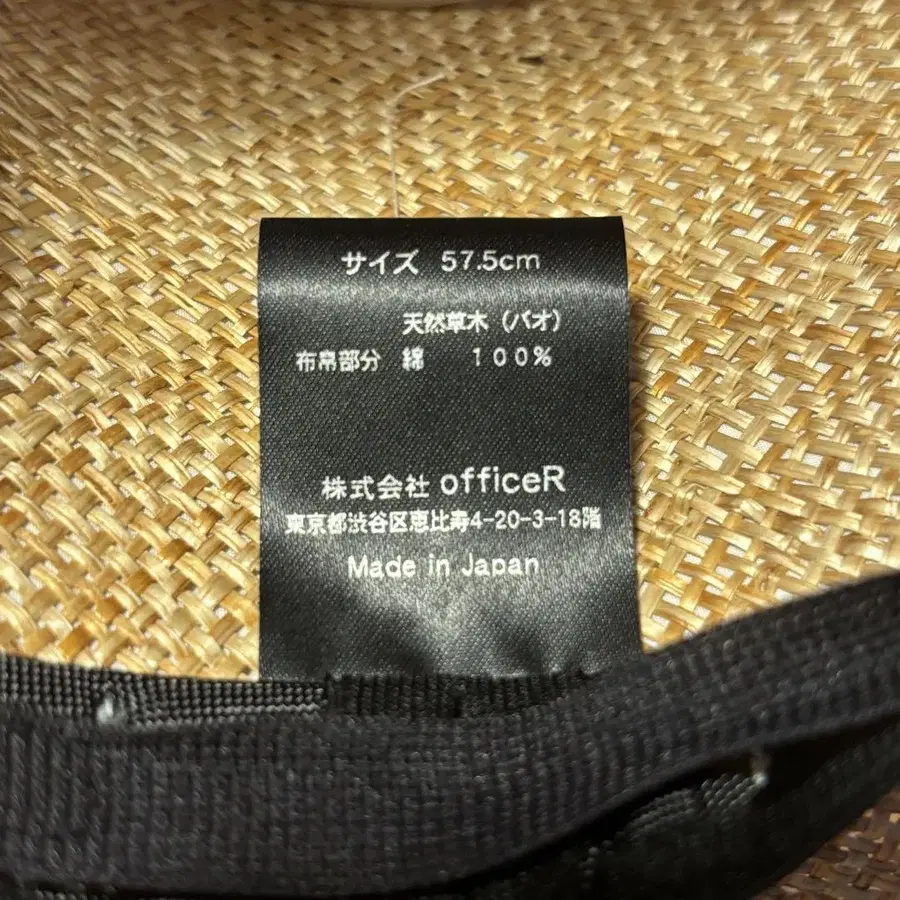 サイズ 57.5cm
天然草木 (バオ)
布帛部分 綿 100%
株式会社 officeR
東京都渋谷区恵比寿4-20-3-18階
Made in Japan